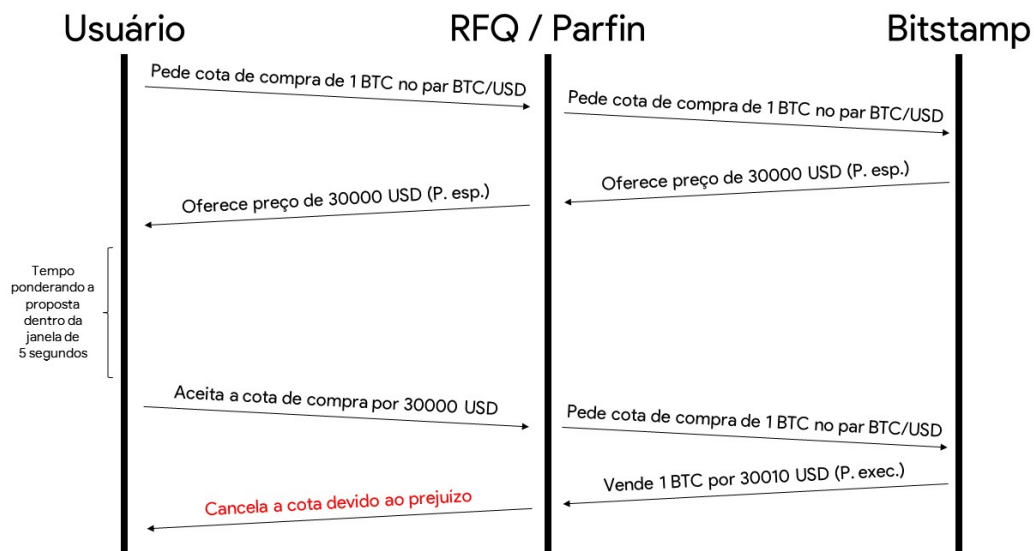 Usuário
RFQ / Parfin
Bitstamp
Pede cota de compra de 1 BTC no par BTC/USD
Pede cota de compra de 1 BTC no par BTC/USD
Oferece preço de 30000 USD (P. esp.)
Oferece preço de 30000 USD (P. esp.)
Tempo
ponderando a
proposta
dentro da
janela de
5 segundos
Aceita a cota de compra por 30000 USD
Pede cota de compra de 1 BTC no par BTC/USD
Vende 1 BTC por 30010 USD (P. exec.)
Cancela a cota devido ao prejuizo